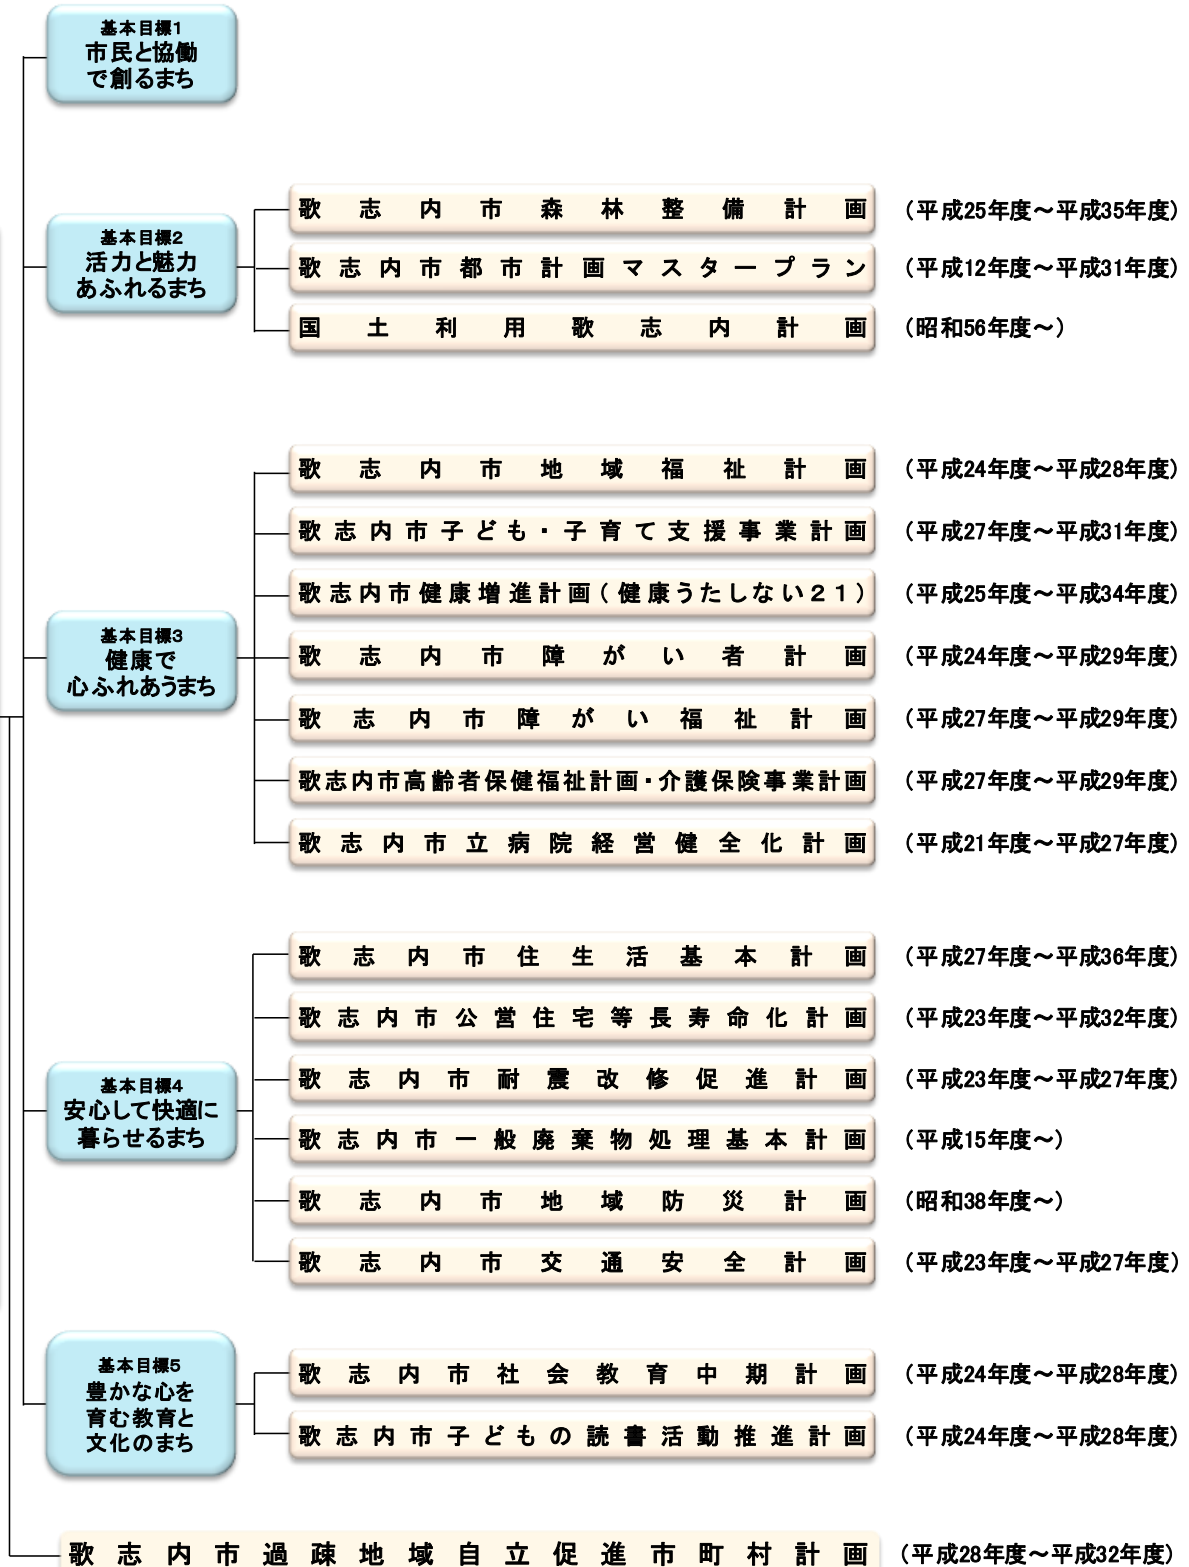 基本目標1
市民と協働
で創るまち
基本目標2
活力と魅力
あふれるまち
歌志内市森林整備計画 （平成25年度～平成35年度）
歌志内市都市計画マスタープラン （平成12年度～平成31年度）
国土利用歌志内計画 （昭和56年度～）
基本目標3
健康で
心ふれあうまち
歌志内市地域福祉計画 （平成24年度～平成28年度）
歌志内市子ども・子育て支援事業計画 （平成27年度～平成31年度）
歌志内市健康増進計画（健康うたしない２１） （平成25年度～平成34年度）
歌志内市障がい者計画 （平成24年度～平成29年度）
歌志内市障がい福祉計画 （平成27年度～平成29年度）
歌志内市高齢者保健福祉計画・介護保険事業計画 （平成27年度～平成29年度）
歌志内市立病院経営健全化計画 （平成21年度～平成27年度）
基本目標4
安心して快適に
暮らせるまち
歌志内市住生活基本計画 （平成27年度～平成36年度）
歌志内市公営住宅等長寿命化計画 （平成23年度～平成32年度）
歌志内市耐震改修促進計画 （平成23年度～平成27年度）
歌志内市一般廃棄物処理基本計画 （平成15年度～）
歌志内市地域防災計画 （昭和38年度～）
歌志内市交通安全計画 （平成23年度～平成27年度）
基本目標5
豊かな心を
育む教育と
文化のまち
歌志内市社会教育中期計画 （平成24年度～平成28年度）
歌志内市子どもの読書活動推進計画 （平成24年度～平成28年度）
歌志内市過疎地域自立促進市町村計画 （平成28年度～平成32年度）